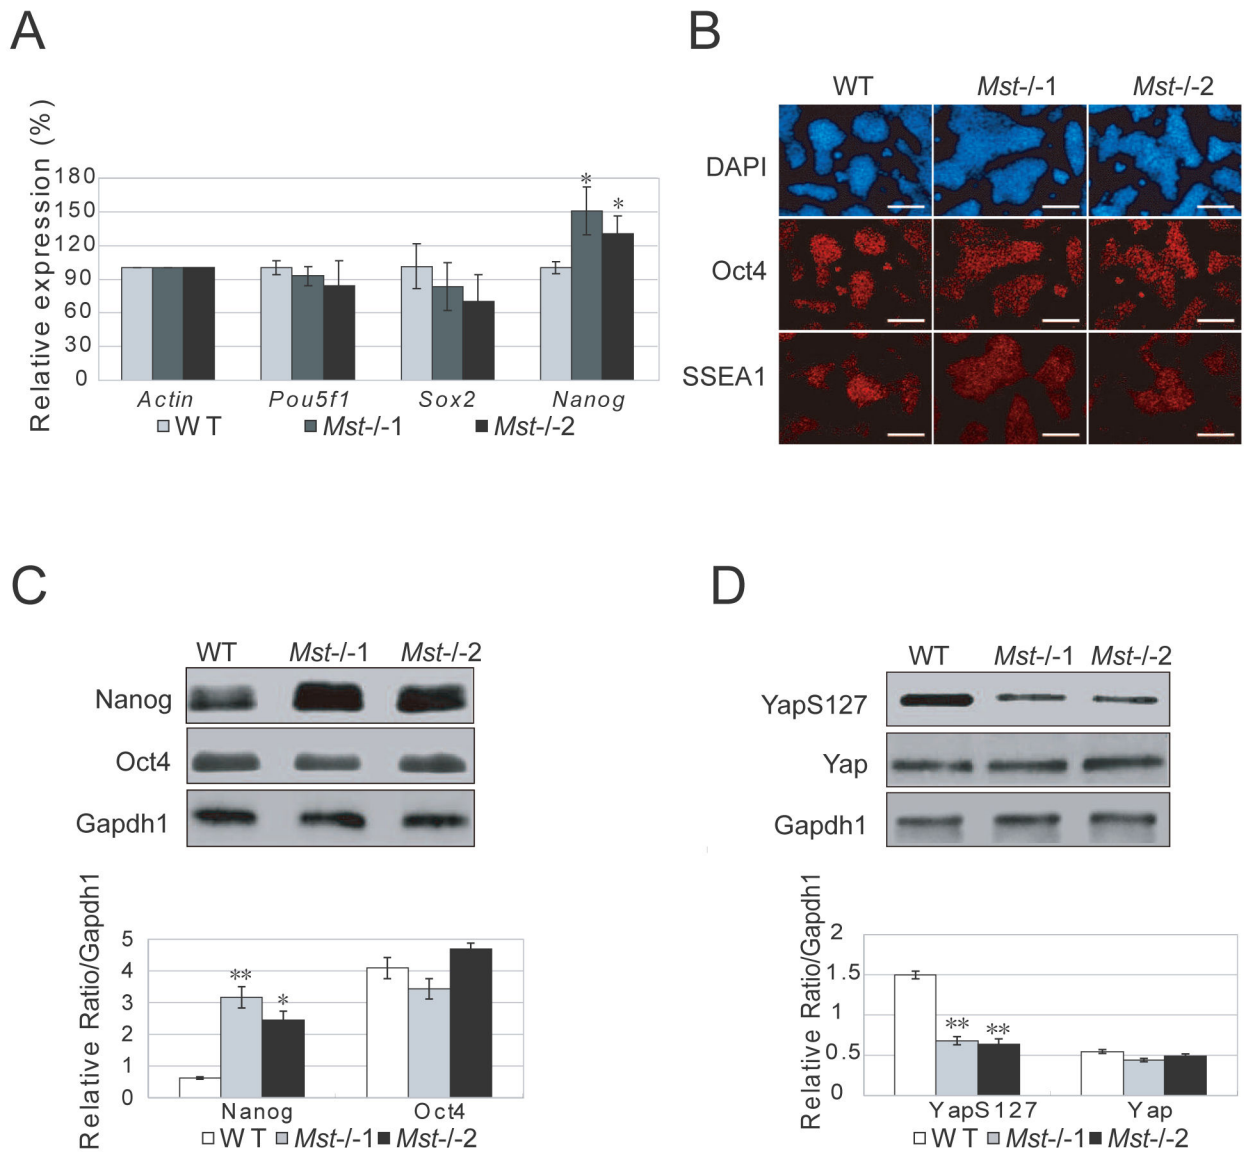 A
Relative expression (%)
180
150
120
90
60
30
0
*
*
Actin Pou5f1 Sox2 Nanog
WT Mst-/-1 Mst-/-2
B
WT Mst-/-1 Mst-/-2
DAPI
Oct4
SSEA1
C
WT Mst-/-1 Mst-/-2
Nanog
Oct4
Gapdh1
Relative Ratio/Gapdh1
5
4
3
2
1
0
**
*
Nanog Oct4
WT Mst-/-1 Mst-/-2
D
WT Mst-/-1 Mst-/-2
YapS127
Yap
Gapdh1
Relative Ratio/Gapdh1
2
1.5
1
0.5
0
** **
YapS127 Yap
WT Mst-/-1 Mst-/-2